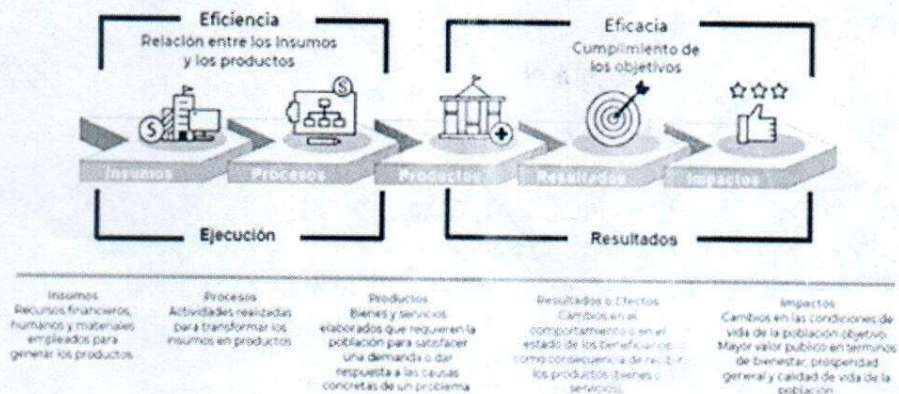 Eficiencia
Relación entre los Insumos
y los productos
Eficacia
Cumplimiento de
los objetivos
Insumos
Procesos
Productos
Resultados
Impactos
Ejecución
Resultados
Insumos
Recursos financieros,
humanos y materiales
empleados para
generar los productos
Procesos
Actividades realizadas
para transformar los
insumos en productos
Productos
Bienes y servicios
elaborados que requieren la
población para satisfacer
una demanda o dar
respuesta a las causas
concretas de un problema
Resultados o Efectos
Cambios en el
comportamiento o en el
estado de los beneficiarios
como consecuencia de recibir
los productos (bienes o
servicios)
Impactos
Cambios en las condiciones de
vida de la población objetivo.
Mayor valor publico en términos
de bienestar, prosperidad
general y calidad de vida de la
población